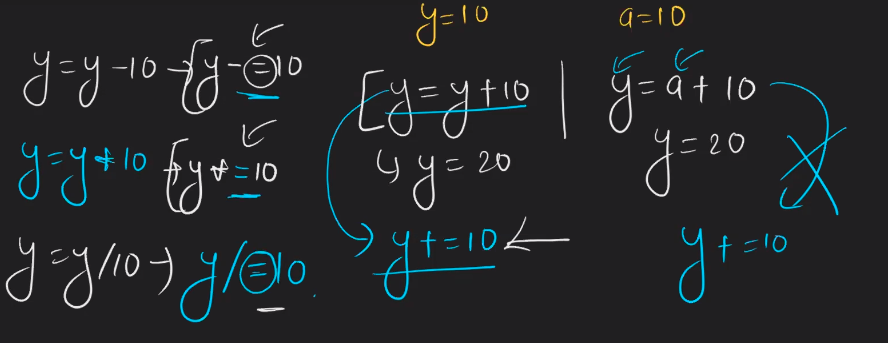 y=10
a=10
y=y-10 → y-=10
y=y*10 → y*=10
y=y/10 → y/=10
[y=y+10
↳ y=20
y+=10 ←
y=a+10
y=20
y+=10